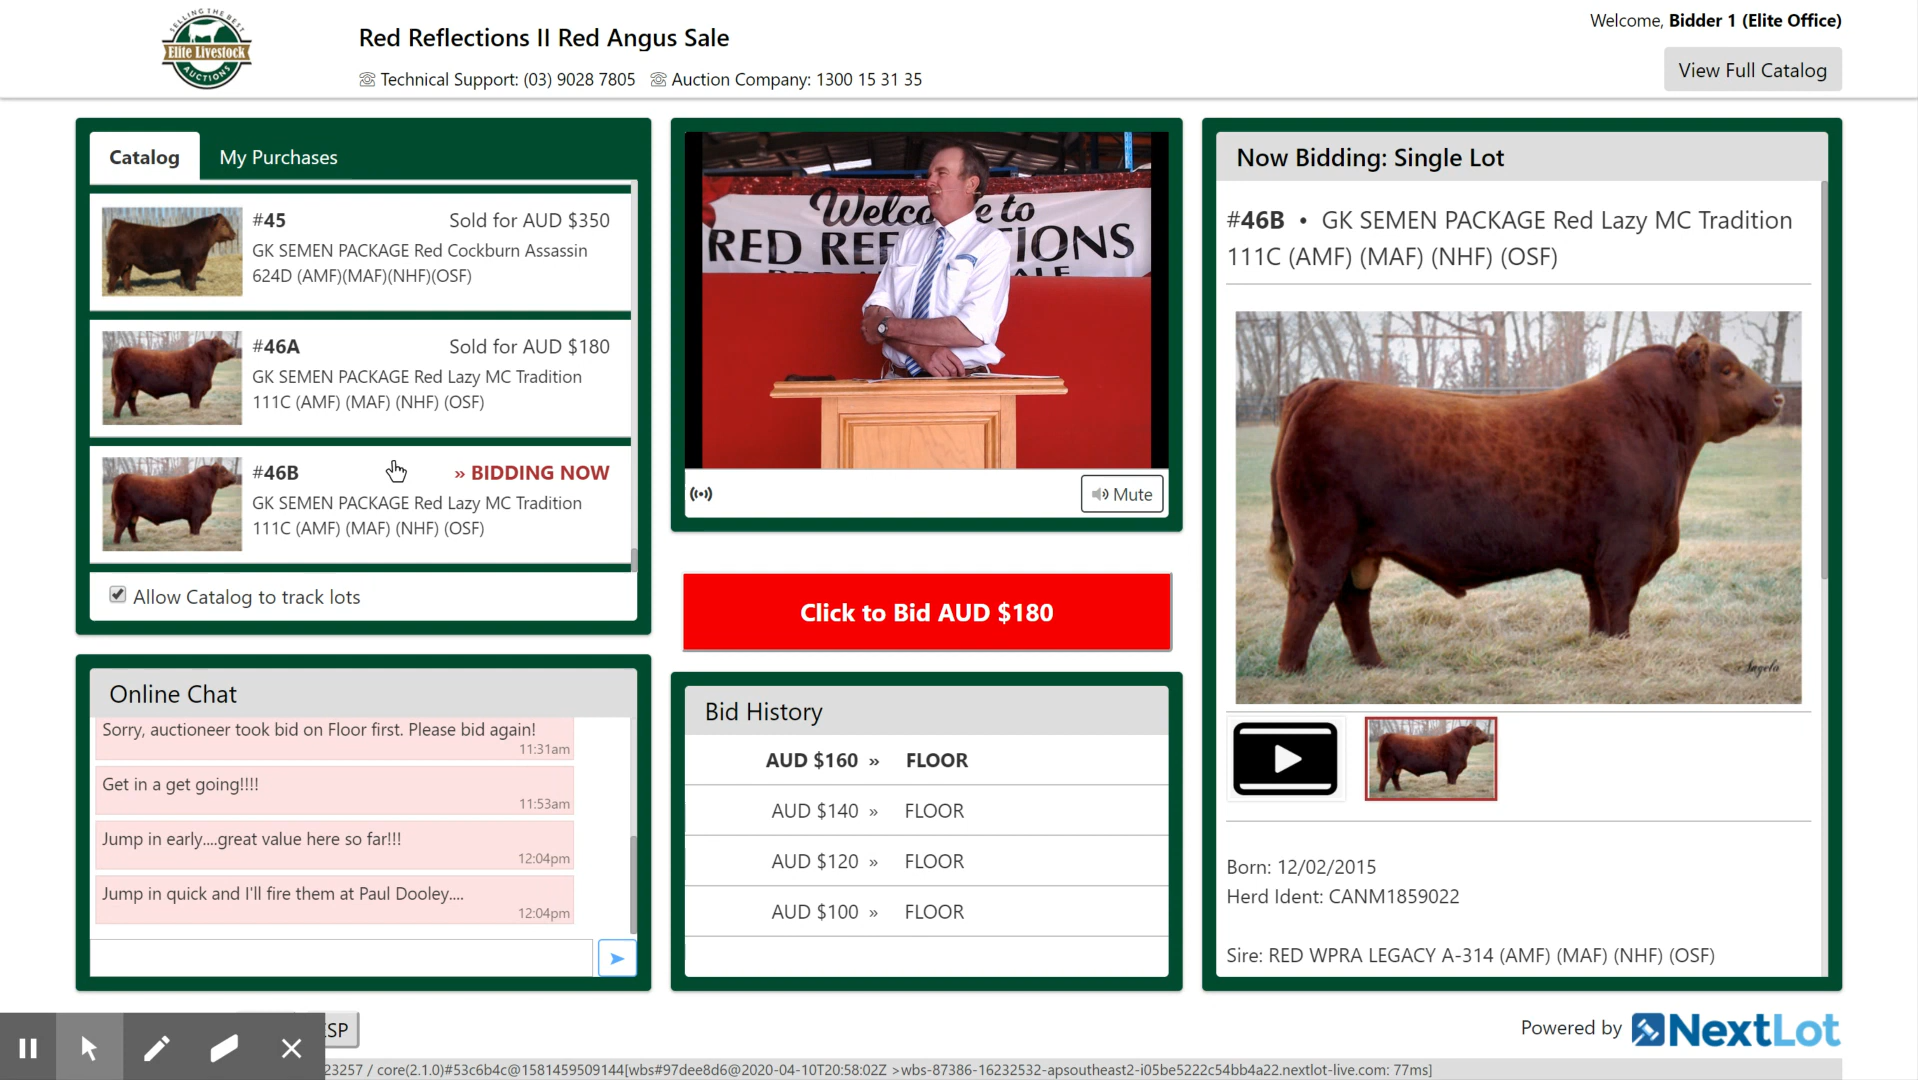 SELLING THE BEST
Elite Livestock
AUCTIONS
Red Reflections II Red Angus Sale
Technical Support: (03) 9028 7805 Auction Company: 1300 15 31 35
Welcome, Bidder 1 (Elite Office)
View Full Catalog
Catalog My Purchases
#45 Sold for AUD $350
GK SEMEN PACKAGE Red Cockburn Assassin
624D (AMF)(MAF)(NHF)(OSF)
#46A Sold for AUD $180
GK SEMEN PACKAGE Red Lazy MC Tradition
111C (AMF) (MAF) (NHF) (OSF)
#46B » BIDDING NOW
GK SEMEN PACKAGE Red Lazy MC Tradition
111C (AMF) (MAF) (NHF) (OSF)
Allow Catalog to track lots
Online Chat
Sorry, auctioneer took bid on Floor first. Please bid again!
11:31am
Get in a get going!!!!
11:53am
Jump in early....great value here so far!!!
12:04pm
Jump in quick and I'll fire them at Paul Dooley....
12:04pm
Welco e to
RED REF TIONS
Mute
Click to Bid AUD $180
Bid History
AUD $160 » FLOOR
AUD $140 » FLOOR
AUD $120 » FLOOR
AUD $100 » FLOOR
Now Bidding: Single Lot
#46B • GK SEMEN PACKAGE Red Lazy MC Tradition
111C (AMF) (MAF) (NHF) (OSF)
Angela
Born: 12/02/2015
Herd Ident: CANM1859022
Sire: RED WPRA LEGACY A-314 (AMF) (MAF) (NHF) (OSF)
SP
Powered by NextLot
23257 / core(2.1.0)#53c6b4c@1581459509144[wbs#97dee8d6@2020-04-10T20:58:02Z >wbs-87386-16232532-apsoutheast2-i05be5222c54bb4a22.nextlot-live.com: 77ms]